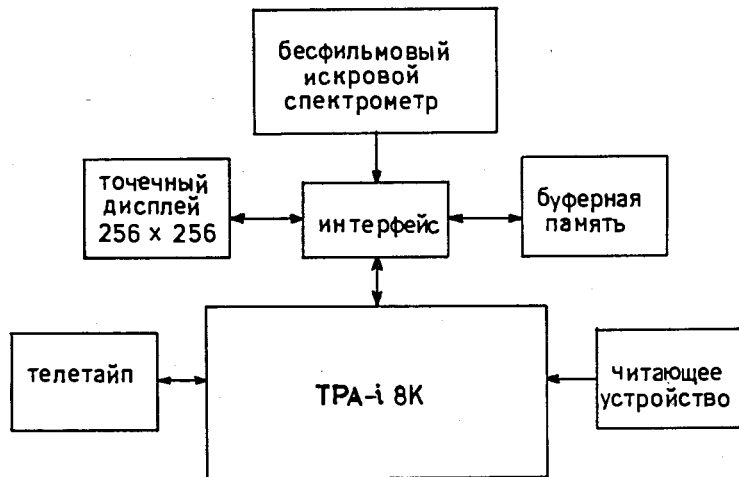 бесфильмовый
искровой
спектрометр
точечный
дисплей
256 × 256
интерфейс
буферная
память
телетайп
TPA-i 8K
читающее
устройство